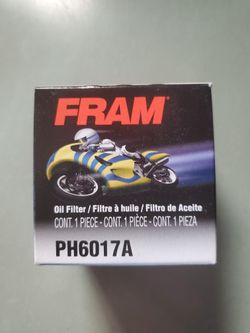 FRAM
Oil Filter / Filtre à huile / Filtro de Aceite
CONT. 1 PIECE - CONT. 1 PIÈCE - CONT. 1 PIEZA
PH6017A